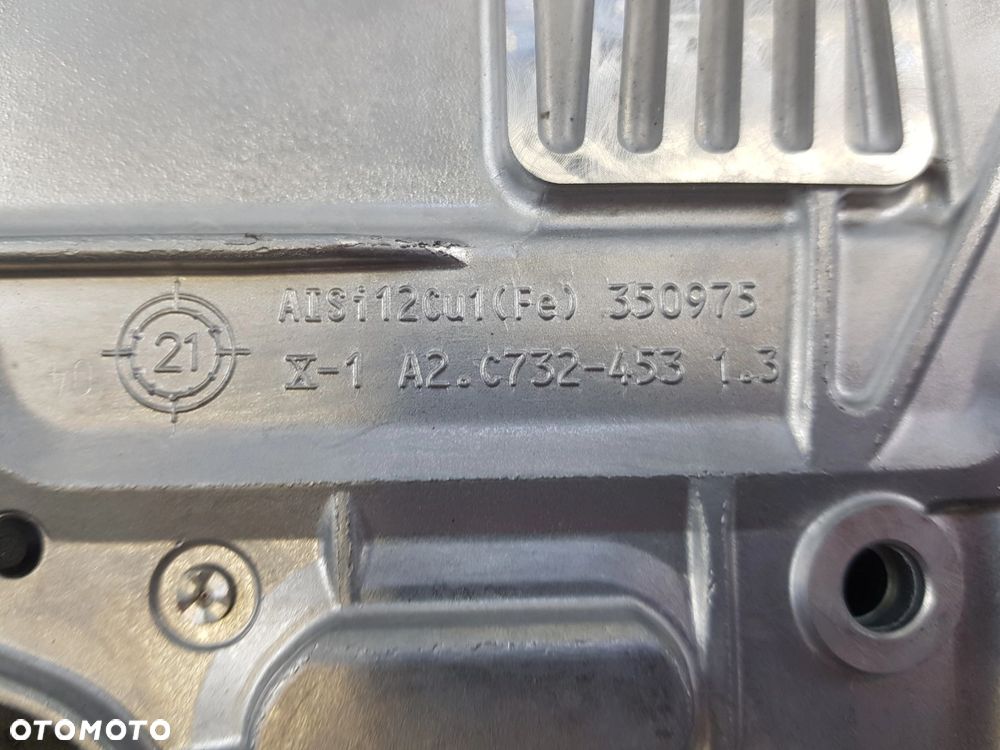 AlSi12Cu1(Fe) 350975
21
X-1 A2.C732-453 1.3
OTOMOTO